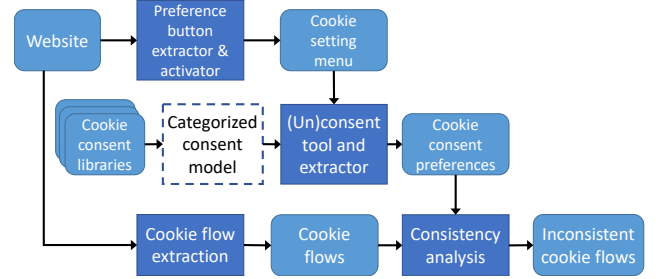 Website
Preference
button
extractor &
activator
Cookie
setting
menu
Cookie
consent
libraries
Categorized
consent
model
(Un)consent
tool and
extractor
Cookie
consent
preferences
Cookie flow
extraction
Cookie
flows
Consistency
analysis
Inconsistent
cookie flows